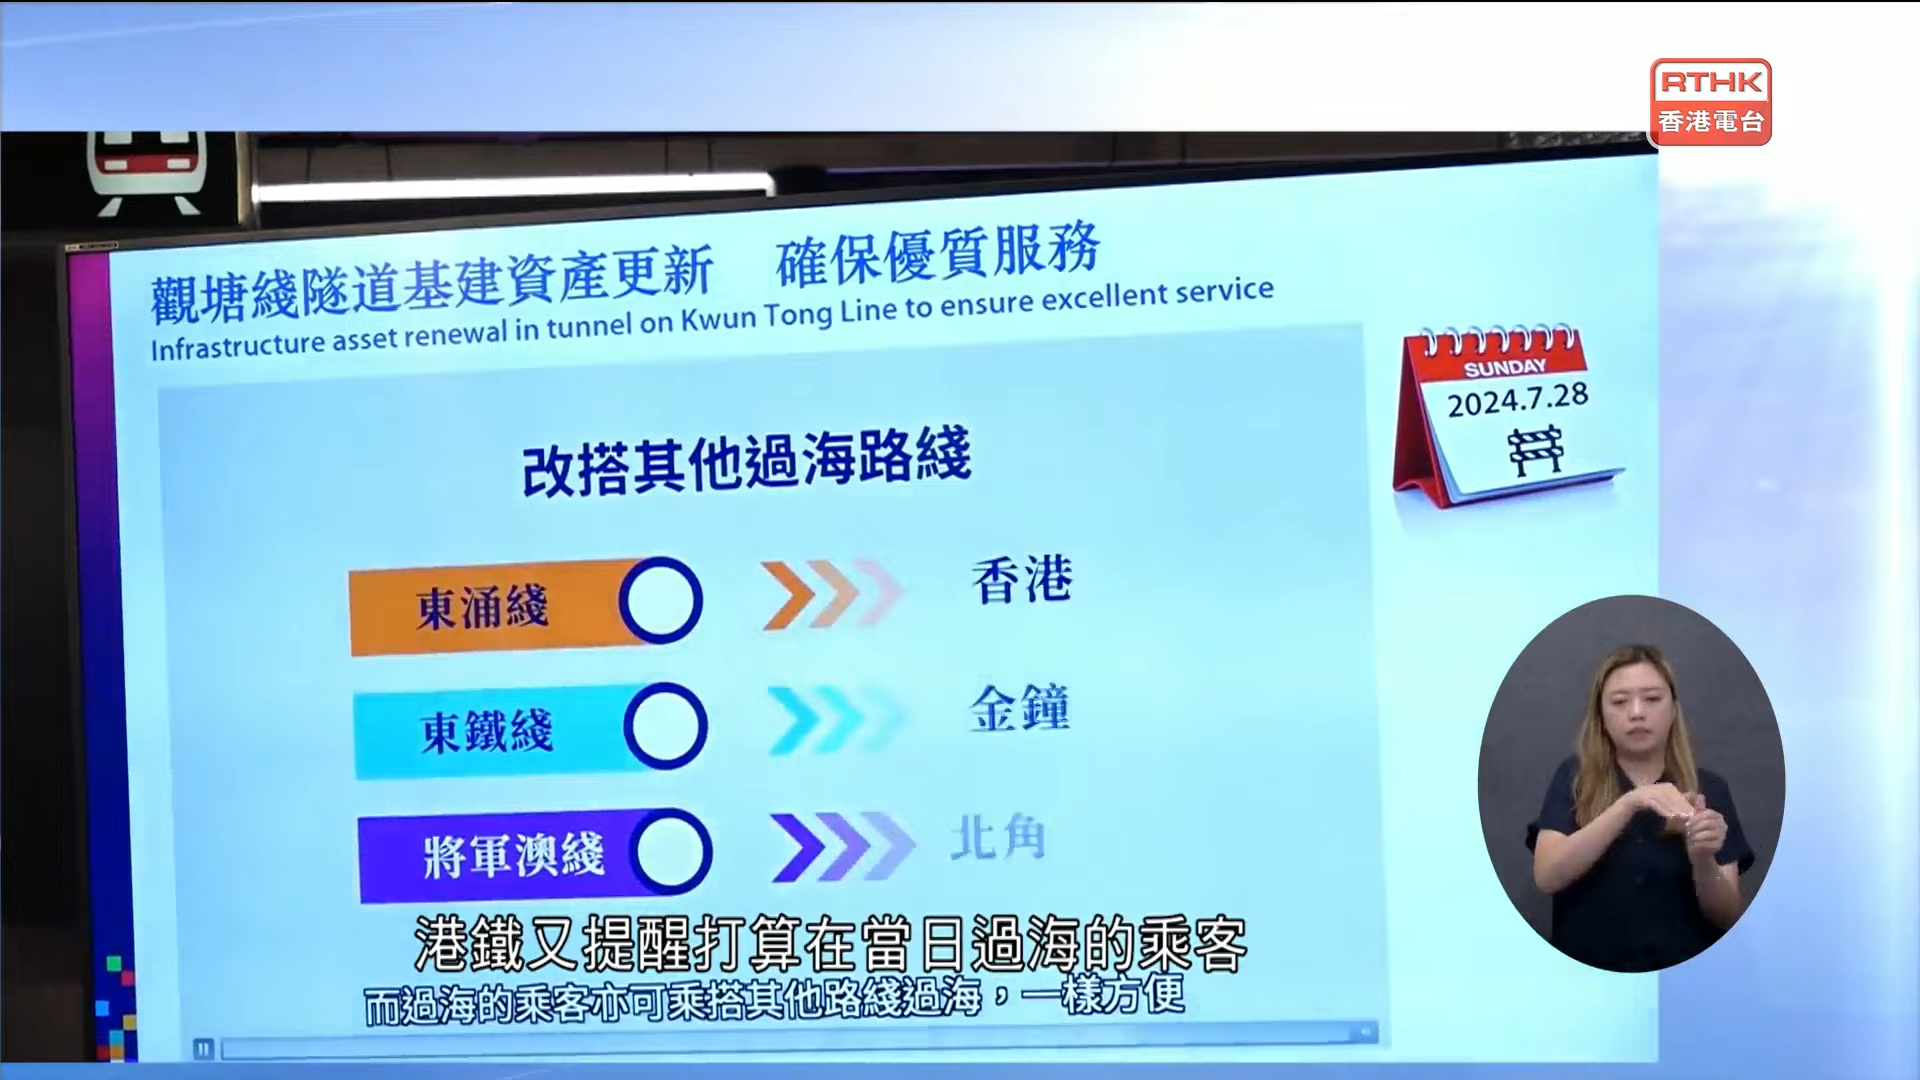 RTHK
香港電台
觀塘綫隧道基建資產更新　確保優質服務
Infrastructure asset renewal in tunnel on Kwun Tong Line to ensure excellent service
SUNDAY
2024.7.28
改搭其他過海路綫
東涌綫 香港
東鐵綫 金鐘
將軍澳綫 北角
港鐵又提醒打算在當日過海的乘客
而過海的乘客亦可乘搭其他路綫過海，一樣方便